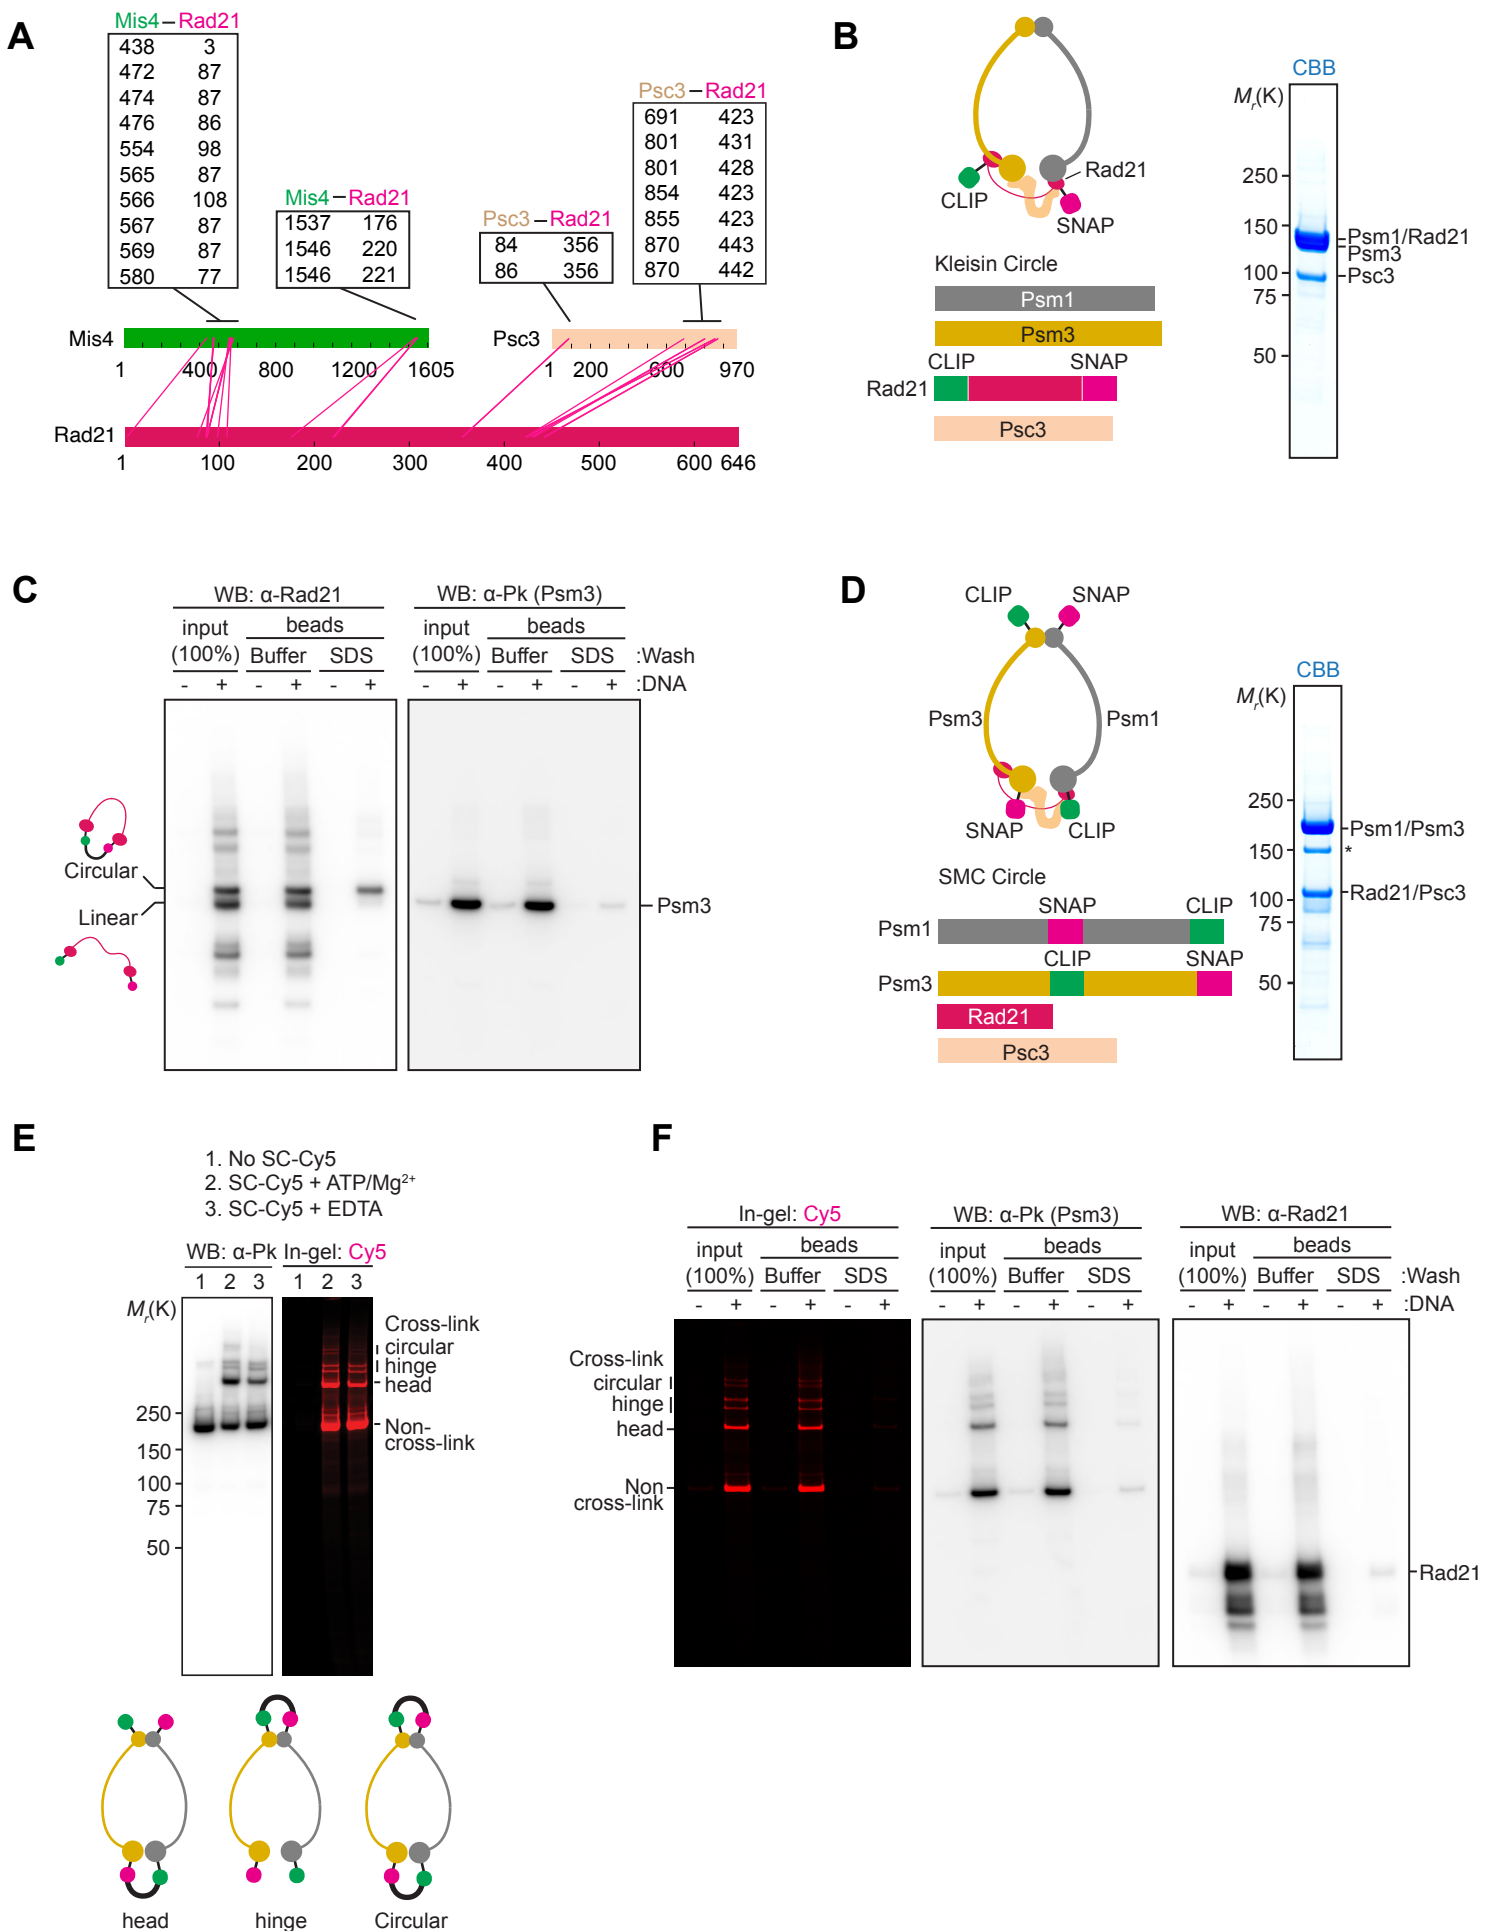 A
Mis4 – Rad21
438 3
472 87
474 87
476 86
554 98
565 87
566 108
567 87
569 87
580 77
Mis4 – Rad21
1537 176
1546 220
1546 221
Psc3 – Rad21
84 356
86 356
Psc3 – Rad21
691 423
801 431
801 428
854 423
855 423
870 443
870 442
Mis4
1 400 800 1200 1605
Psc3
1 200 600 970
Rad21
1 100 200 300 400 500 600 646
B
CLIP
Rad21
SNAP
Kleisin Circle
Psm1
Psm3
CLIP SNAP
Rad21
Psc3
CBB
Mr(K)
250
150
100
75
50
Psm1/Rad21
Psm3
Psc3
C
WB: α-Rad21
input (100%)
beads
Buffer SDS
- + - + - +
WB: α-Pk (Psm3)
input (100%)
beads
Buffer SDS :Wash
- + - + - + :DNA
Circular
Linear
Psm3
D
CLIP SNAP
Psm3 Psm1
SNAP CLIP
SMC Circle
SNAP CLIP
Psm1
CLIP SNAP
Psm3
Rad21
Psc3
CBB
Mr(K)
250
150
100
75
50
Psm1/Psm3
*
Rad21/Psc3
E
1. No SC-Cy5
2. SC-Cy5 + ATP/Mg²⁺
3. SC-Cy5 + EDTA
WB: α-Pk In-gel: Cy5
1 2 3 1 2 3
Mr(K)
250
150
100
75
50
Cross-link
circular
hinge
head
Non-
cross-link
head hinge Circular
F
In-gel: Cy5
input (100%)
beads
Buffer SDS
- + - + - +
WB: α-Pk (Psm3)
input (100%)
beads
Buffer SDS
- + - + - +
WB: α-Rad21
input (100%)
beads
Buffer SDS :Wash
- + - + - + :DNA
Cross-link
circular
hinge
head
Non
cross-link
Rad21